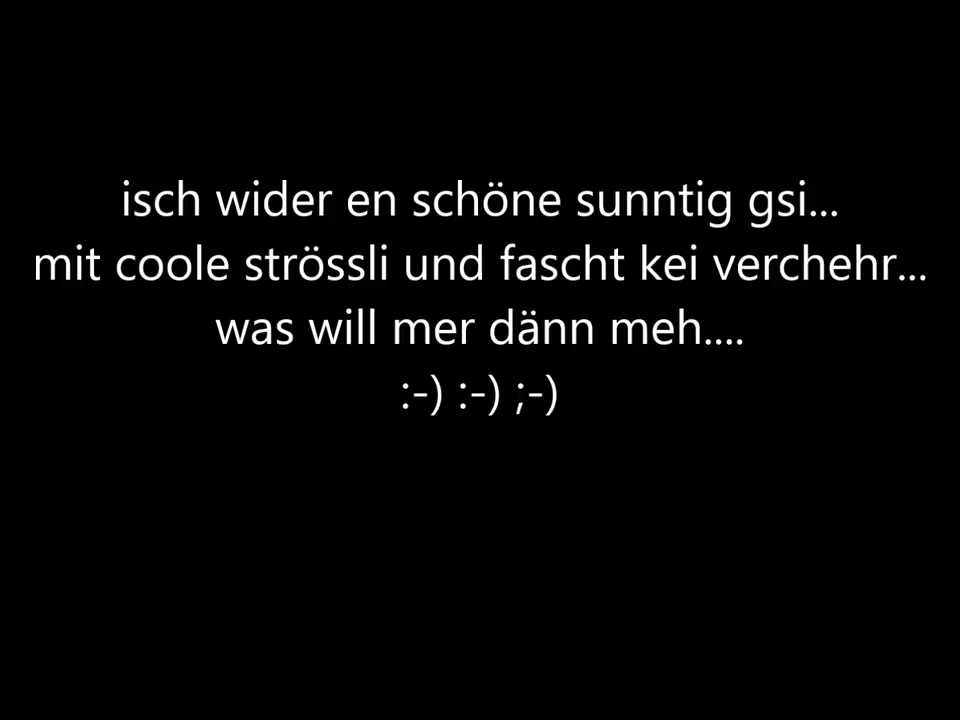 isch wider en schöne sunntig gsi...
mit coole strössli und fascht kei verchehr...
was will mer dänn meh....
:-) :-) ;-)